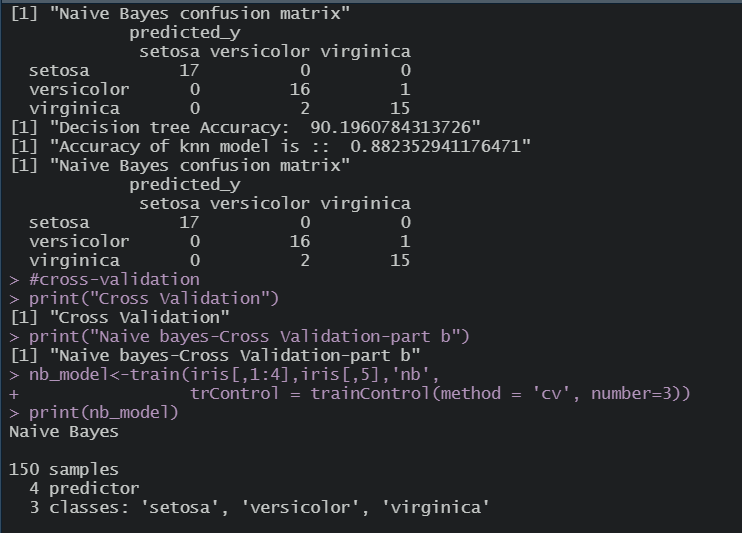 [1] "Naive Bayes confusion matrix"
            predicted_y
             setosa versicolor virginica
  setosa         17          0         0
  versicolor      0         16         1
  virginica       0          2        15
[1] "Decision tree Accuracy:  90.1960784313726"
[1] "Accuracy of knn model is ::  0.882352941176471"
[1] "Naive Bayes confusion matrix"
            predicted_y
             setosa versicolor virginica
  setosa         17          0         0
  versicolor      0         16         1
  virginica       0          2        15
> #cross-validation
> print("Cross Validation")
[1] "Cross Validation"
> print("Naive bayes-Cross Validation-part b")
[1] "Naive bayes-Cross Validation-part b"
> nb_model<-train(iris[,1:4],iris[,5],'nb',
+                 trControl = trainControl(method = 'cv', number=3))
> print(nb_model)
Naive Bayes

150 samples
  4 predictor
  3 classes: 'setosa', 'versicolor', 'virginica'